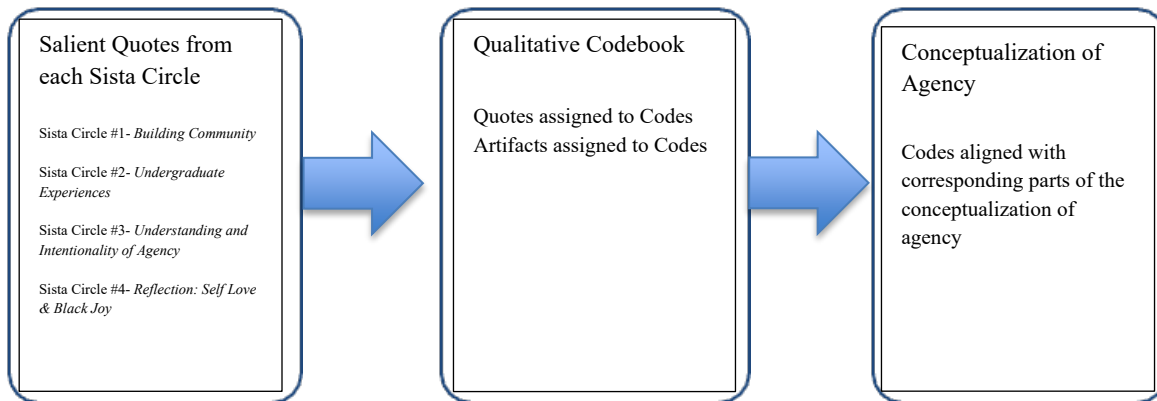 Salient Quotes from
each Sista Circle
Sista Circle #1- Building Community
Sista Circle #2- Undergraduate
Experiences
Sista Circle #3- Understanding and
Intentionality of Agency
Sista Circle #4- Reflection: Self Love
& Black Joy
Qualitative Codebook
Quotes assigned to Codes
Artifacts assigned to Codes
Conceptualization of
Agency
Codes aligned with
corresponding parts of the
conceptualization of
agency